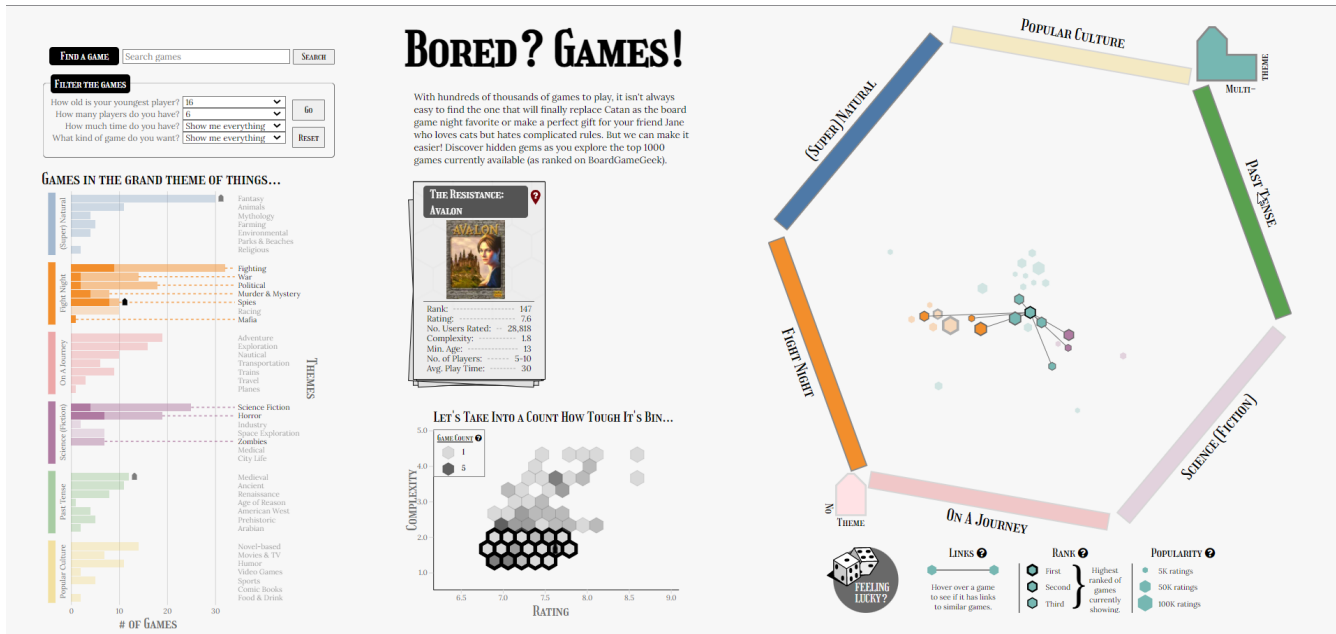 FIND A GAME
Search games
SEARCH
FILTER THE GAMES
How old is your youngest player? 16
How many players do you have? 6
How much time do you have? Show me everything
What kind of game do you want? Show me everything
GO
RESET
GAMES IN THE GRAND THEME OF THINGS...
(Super) Natural
Fantasy
Animals
Mythology
Farming
Environmental
Parks & Beaches
Religious
Fight Night
Fighting
War
Political
Murder & Mystery
Spies
Racing
Mafia
On A Journey
Adventure
Exploration
Nautical
Transportation
Trains
Travel
Planes
Science (Fiction)
Science Fiction
Horror
Industry
Space Exploration
Zombies
Medical
City Life
Past Tense
Medieval
Ancient
Renaissance
Age of Reason
American West
Prehistoric
Arabian
Popular Culture
Novel-based
Movies & TV
Humor
Video Games
Sports
Comic Books
Food & Drink
THEMES
0 10 20 30
# OF GAMES
BORED? GAMES!
With hundreds of thousands of games to play, it isn't always
easy to find the one that will finally replace Catan as the board
game night favorite or make a perfect gift for your friend Jane
who loves cats but hates complicated rules. But we can make it
easier! Discover hidden gems as you explore the top 1000
games currently available (as ranked on BoardGameGeek).
THE RESISTANCE:
AVALON
?
AVALON
Rank: 147
Rating: 7.6
No. Users Rated: 28,818
Complexity: 1.8
Min. Age: 13
No. of Players: 5-10
Avg. Play Time: 30
LET'S TAKE INTO A COUNT HOW TOUGH IT'S BIN...
GAME COUNT ?
1
5
COMPLEXITY
5.0
4.0
3.0
2.0
1.0
6.5 7.0 7.5 8.0 8.5 9.0
RATING
POPULAR CULTURE
MULTI-
THEME
(SUPER) NATURAL
PAST TENSE
FIGHT NIGHT
SCIENCE (FICTION)
NO
THEME
ON A JOURNEY
FEELING
LUCKY?
LINKS ?
Hover over a game
to see if it has links
to similar games.
RANK ?
First
Second
Third
Highest
ranked of
games
currently
showing.
POPULARITY ?
5K ratings
50K ratings
100K ratings